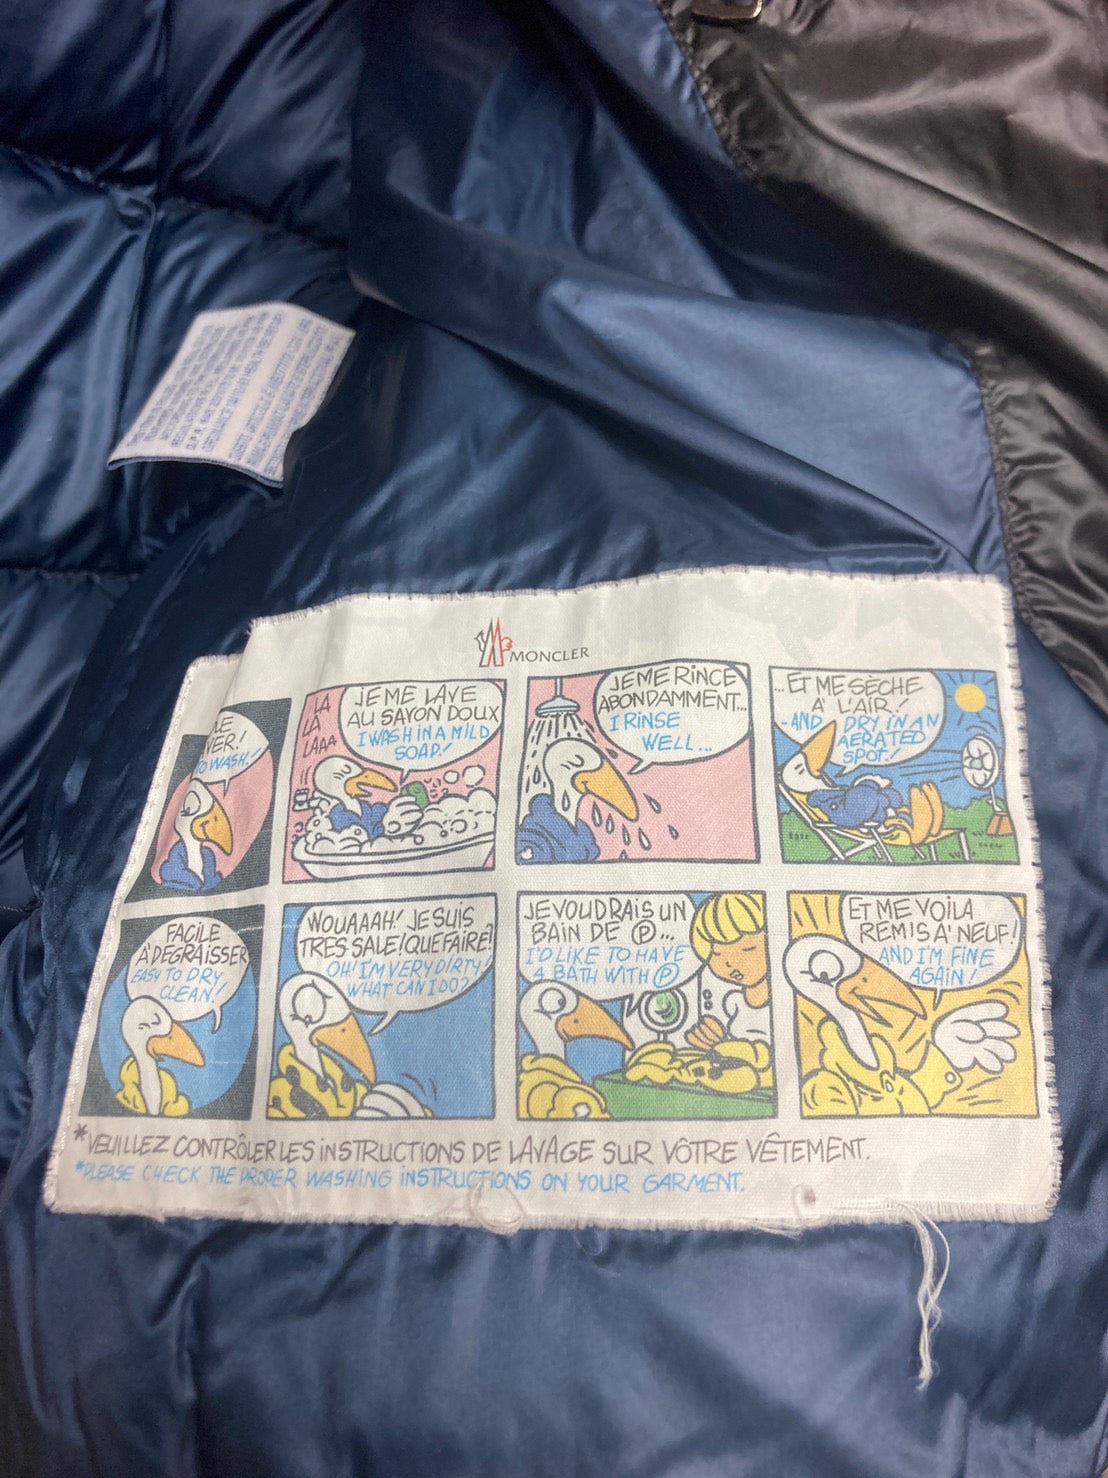 MONCLER
VER!
O WASH!
LA
LA
LAAA
JE ME LAVE
AU SAVON DOUX
I WASH IN A MILD
SOAP!
JE ME RINCE
ABONDAMMENT...
I RINSE
WELL...
...ET ME SÈCHE
A' L'AIR!
-AND DRY IN AN
AERATED
SPOT!
FACILE
À DEGRAISSER
EASY TO DRY
CLEAN!
WOUAAAH! JE SUIS
TRES SALE! QUE FAIRE?
OH! I'M VERY DIRTY!
WHAT CAN I DO?
JE VOUDRAIS UN
BAIN DE Ⓟ...
I'D LIKE TO HAVE
A BATH WITH Ⓟ
ET ME VOILA
REMIS A' NEUF!
AND I'M FINE
AGAIN!
*VEUILLEZ CONTRÔLER LES INSTRUCTIONS DE LAVAGE SUR VÔTRE VÊTEMENT.
*PLEASE CHECK THE PROPER WASHING INSTRUCTIONS ON YOUR GARMENT.